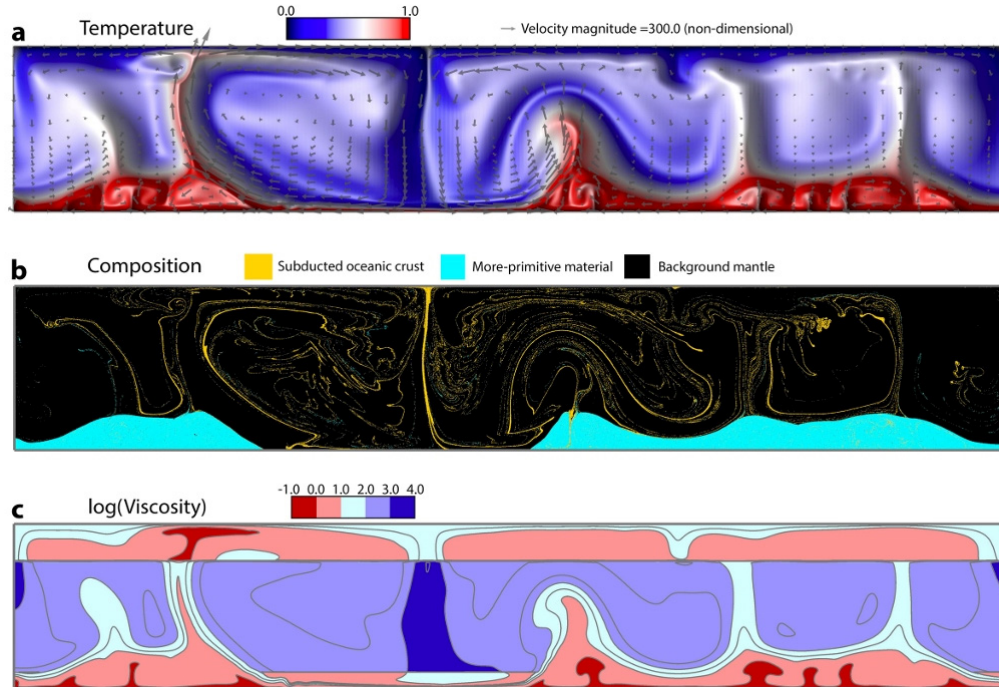 0.0 1.0
a Temperature
Velocity magnitude =300.0 (non-dimensional)
b Composition
Subducted oceanic crust
More-primitive material
Background mantle
c log(Viscosity)
-1.0 0.0 1.0 2.0 3.0 4.0